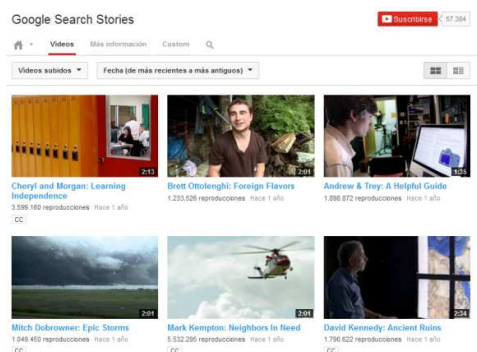 Google Search Stories
Suscribirse 57.384
Videos Más información Custom
Videos subidos Fecha (de más recientes a más antiguos)
2:13 2:01 1:35
Cheryl and Morgan: Learning Independence
3.599.160 reproducciones Hace 1 año
CC
Brett Ottolenghi: Foreign Flavors
1.233.526 reproducciones Hace 1 año
Andrew & Trey: A Helpful Guide
1.898.872 reproducciones Hace 1 año
2:01 2:01 2:34
Mitch Dobrowner: Epic Storms
1.049.450 reproducciones Hace 1 año
CC
Mark Kempton: Neighbors In Need
5.532.295 reproducciones Hace 1 año
CC
David Kennedy: Ancient Ruins
1.790.622 reproducciones Hace 1 año
CC